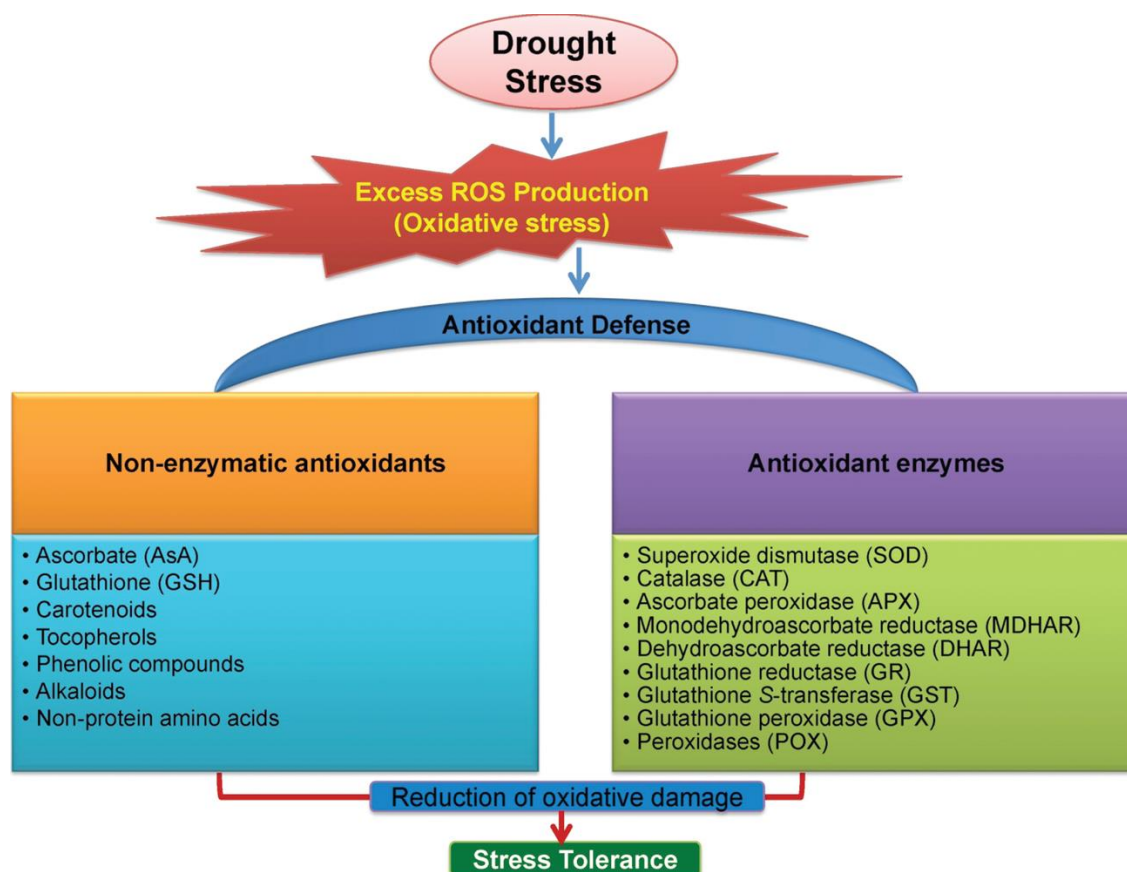 Drought
Stress
Excess ROS Production
(Oxidative stress)
Antioxidant Defense
Non-enzymatic antioxidants
• Ascorbate (AsA)
• Glutathione (GSH)
• Carotenoids
• Tocopherols
• Phenolic compounds
• Alkaloids
• Non-protein amino acids
Antioxidant enzymes
• Superoxide dismutase (SOD)
• Catalase (CAT)
• Ascorbate peroxidase (APX)
• Monodehydroascorbate reductase (MDHAR)
• Dehydroascorbate reductase (DHAR)
• Glutathione reductase (GR)
• Glutathione S-transferase (GST)
• Glutathione peroxidase (GPX)
• Peroxidases (POX)
Reduction of oxidative damage
Stress Tolerance